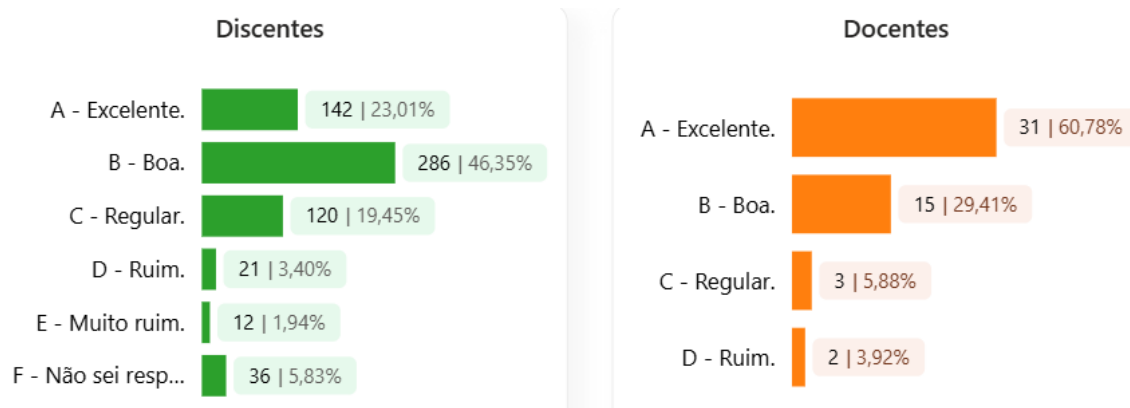 Discentes
A - Excelente. 142 | 23,01%
B - Boa. 286 | 46,35%
C - Regular. 120 | 19,45%
D - Ruim. 21 | 3,40%
E - Muito ruim. 12 | 1,94%
F - Não sei resp... 36 | 5,83%
Docentes
A - Excelente. 31 | 60,78%
B - Boa. 15 | 29,41%
C - Regular. 3 | 5,88%
D - Ruim. 2 | 3,92%